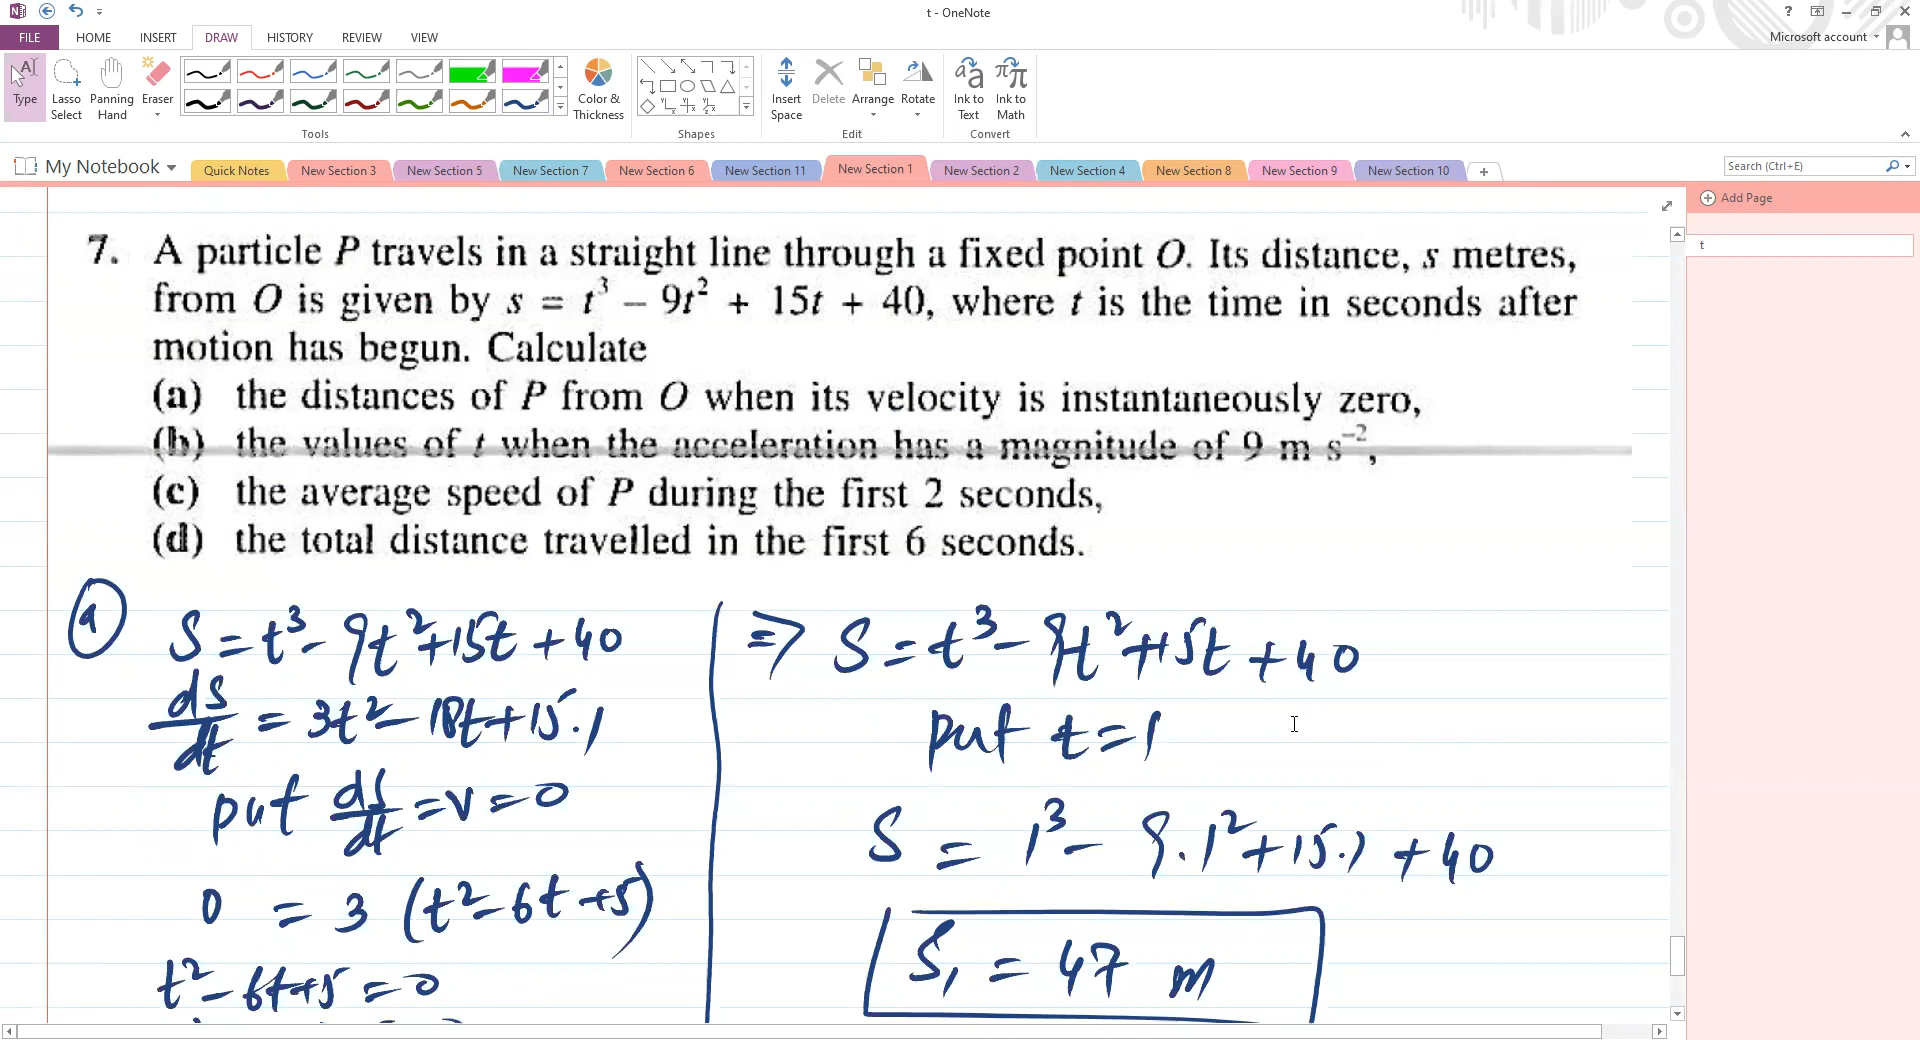 t - OneNote
FILE HOME INSERT DRAW HISTORY REVIEW VIEW
Microsoft account
Type
Lasso Select
Panning Hand
Eraser
Color & Thickness
Insert Space
Delete
Arrange
Rotate
Ink to Text
Ink to Math
Tools
Shapes
Edit
Convert
My Notebook
Quick Notes
New Section 3
New Section 5
New Section 7
New Section 6
New Section 11
New Section 1
New Section 2
New Section 4
New Section 8
New Section 9
New Section 10
Search (Ctrl+E)
Add Page
t
7. A particle P travels in a straight line through a fixed point O. Its distance, s metres,
from O is given by s = t³ − 9t² + 15t + 40, where t is the time in seconds after
motion has begun. Calculate
(a) the distances of P from O when its velocity is instantaneously zero,
(b) the values of t when the acceleration has a magnitude of 9 m s⁻²,
(c) the average speed of P during the first 2 seconds,
(d) the total distance travelled in the first 6 seconds.
a
S = t³ - 9t² + 15t + 40
ds/dt = 3t² - 18t + 15.1
put ds/dt = v = 0
0 = 3 (t² - 6t + 5)
t² - 6t + 5 = 0
⇒ S = t³ - 9t² + 15t + 40
put t = 1
S = 1³ - 9.1² + 15.1 + 40
S₁ = 47 m